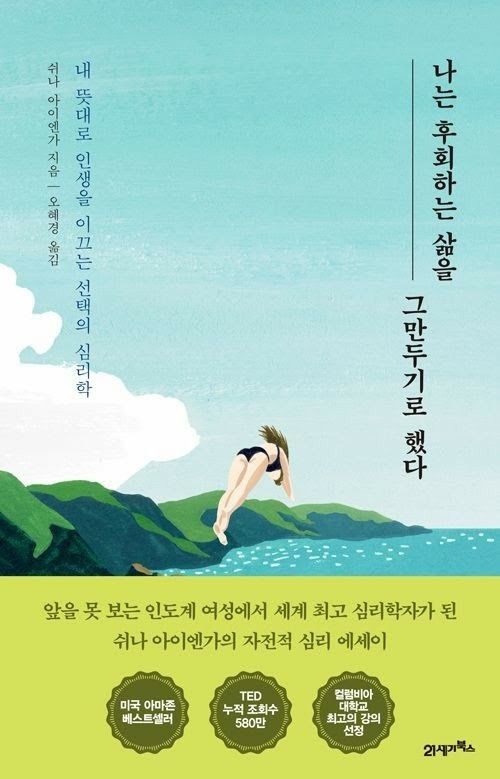 나는 후회하는 삶을
그만두기로 했다
내 뜻대로 인생을 이끄는 선택의 심리학
쉬나 아이엔가 지음 — 오혜경 옮김
앞을 못 보는 인도계 여성에서 세계 최고 심리학자가 된
쉬나 아이엔가의 자전적 심리 에세이
미국 아마존
베스트셀러
TED
누적 조회수
580만
컬럼비아
대학교
최고의 강의
선정
21세기북스